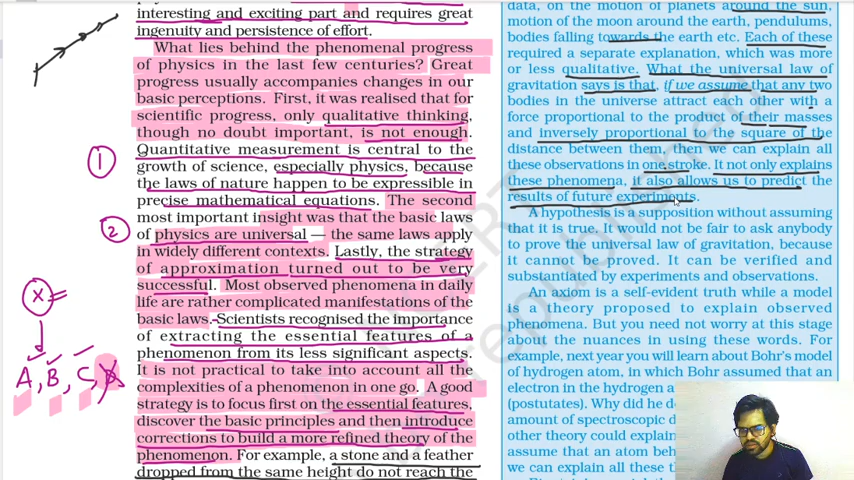 interesting and exciting part and requires great
ingenuity and persistence of effort.
What lies behind the phenomenal progress
of physics in the last few centuries? Great
progress usually accompanies changes in our
basic perceptions. First, it was realised that for
scientific progress, only qualitative thinking,
though no doubt important, is not enough.
Quantitative measurement is central to the
growth of science, especially physics, because
the laws of nature happen to be expressible in
precise mathematical equations. The second
most important insight was that the basic laws
of physics are universal — the same laws apply
in widely different contexts. Lastly, the strategy
of approximation turned out to be very
successful. Most observed phenomena in daily
life are rather complicated manifestations of the
basic laws. Scientists recognised the importance
of extracting the essential features of a
phenomenon from its less significant aspects.
It is not practical to take into account all the
complexities of a phenomenon in one go. A good
strategy is to focus first on the essential features,
discover the basic principles and then introduce
corrections to build a more refined theory of the
phenomenon. For example, a stone and a feather
dropped from the same height do not reach the
1
2
X
A, B, C,
data, on the motion of planets around the sun,
motion of the moon around the earth, pendulums,
bodies falling towards the earth etc. Each of these
required a separate explanation, which was more
or less qualitative. What the universal law of
gravitation says is that, if we assume that any two
bodies in the universe attract each other with a
force proportional to the product of their masses
and inversely proportional to the square of the
distance between them, then we can explain all
these observations in one stroke. It not only explains
these phenomena, it also allows us to predict the
results of future experiments.
A hypothesis is a supposition without assuming
that it is true. It would not be fair to ask anybody
to prove the universal law of gravitation, because
it cannot be proved. It can be verified and
substantiated by experiments and observations.
An axiom is a self-evident truth while a model
is a theory proposed to explain observed
phenomena. But you need not worry at this stage
about the nuances in using these words. For
example, next year you will learn about Bohr's model
of hydrogen atom, in which Bohr assumed that an
electron in the hydrogen
(postutates). Why did he
amount of spectroscopic
other theory could explain
assume that an atom
we can explain all these